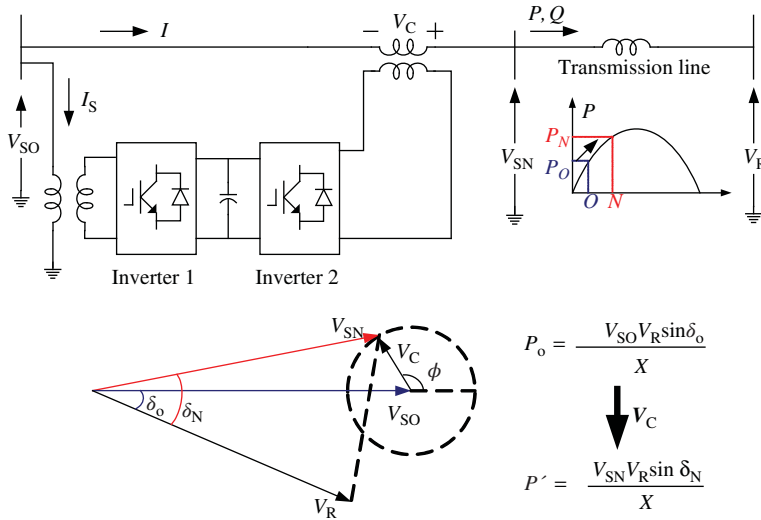 I
− V_C +
P, Q
Transmission line
I_S
V_SO
V_SN
V_R
P
P_N
P_O
O N
Inverter 1
Inverter 2
V_SN
V_C
ϕ
δ_o
δ_N
V_SO
V_R
P_o = V_SO V_R sinδ_o / X
V_C
P´ = V_SN V_R sin δ_N / X